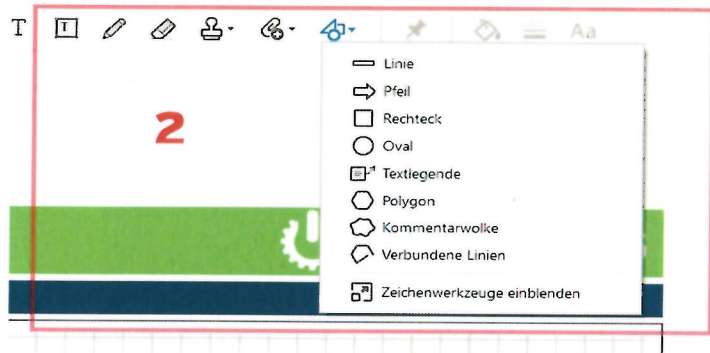 T T Aa
2
Linie
Pfeil
Rechteck
Oval
Textlegende
Polygon
Kommentarwolke
Verbundene Linien
Zeichenwerkzeuge einblenden